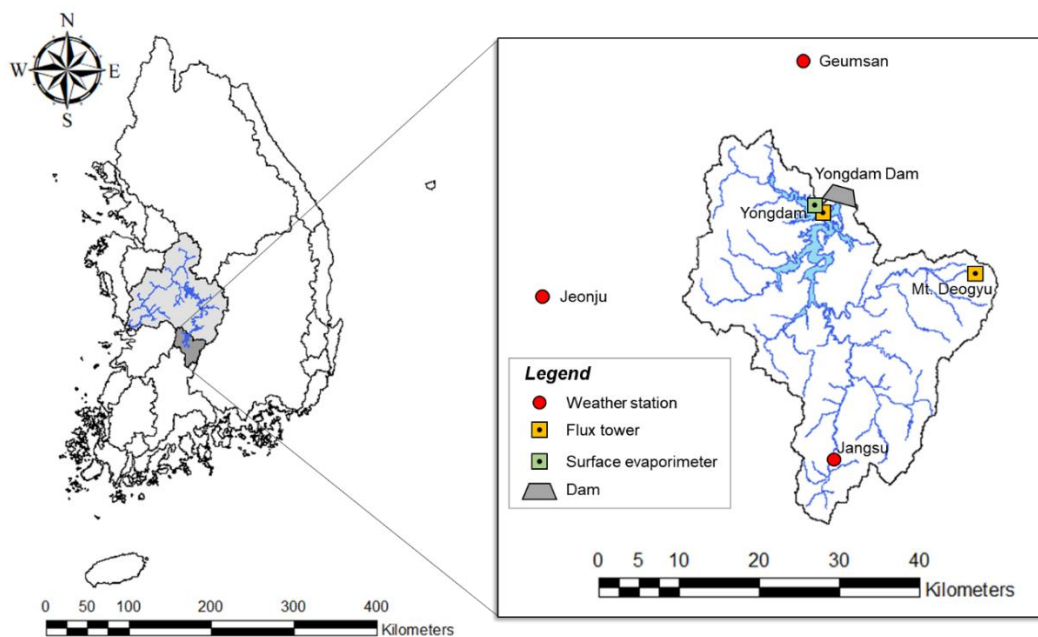 N
W
E
S
0 50 100 200 300 400
Kilometers
Geumsan
Yongdam Dam
Yongdam
Mt. Deogyu
Jeonju
Legend
Weather station
Flux tower
Surface evaporimeter
Dam
Jangsu
0 5 10 20 30 40
Kilometers